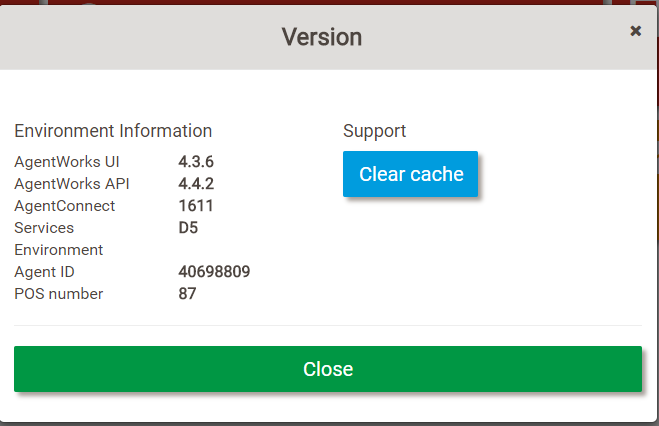 Version
✖
Environment Information
AgentWorks UI 4.3.6
AgentWorks API 4.4.2
AgentConnect 1611
Services D5
Environment
Agent ID 40698809
POS number 87
Support
Clear cache
Close